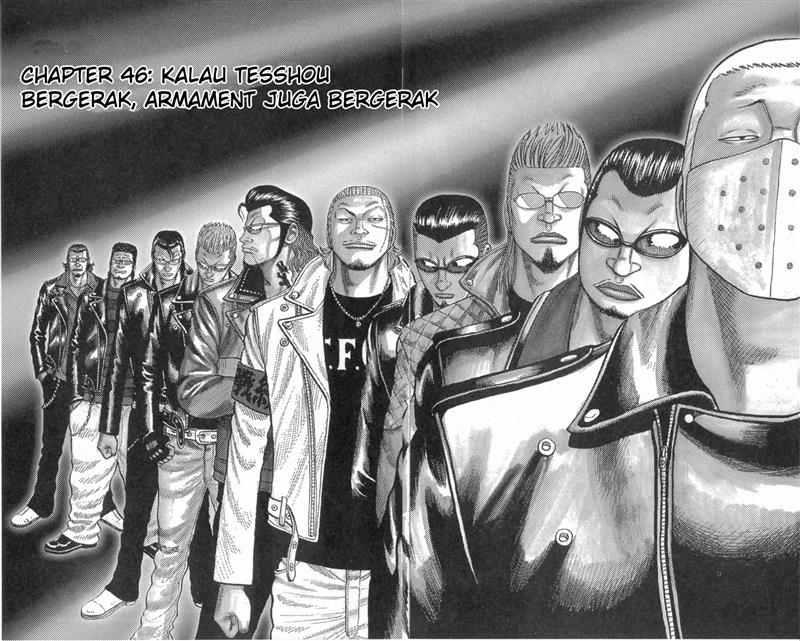 CHAPTER 46: KALAU TESSHOU
BERGERAK, ARMAMENT JUGA BERGERAK
.F.